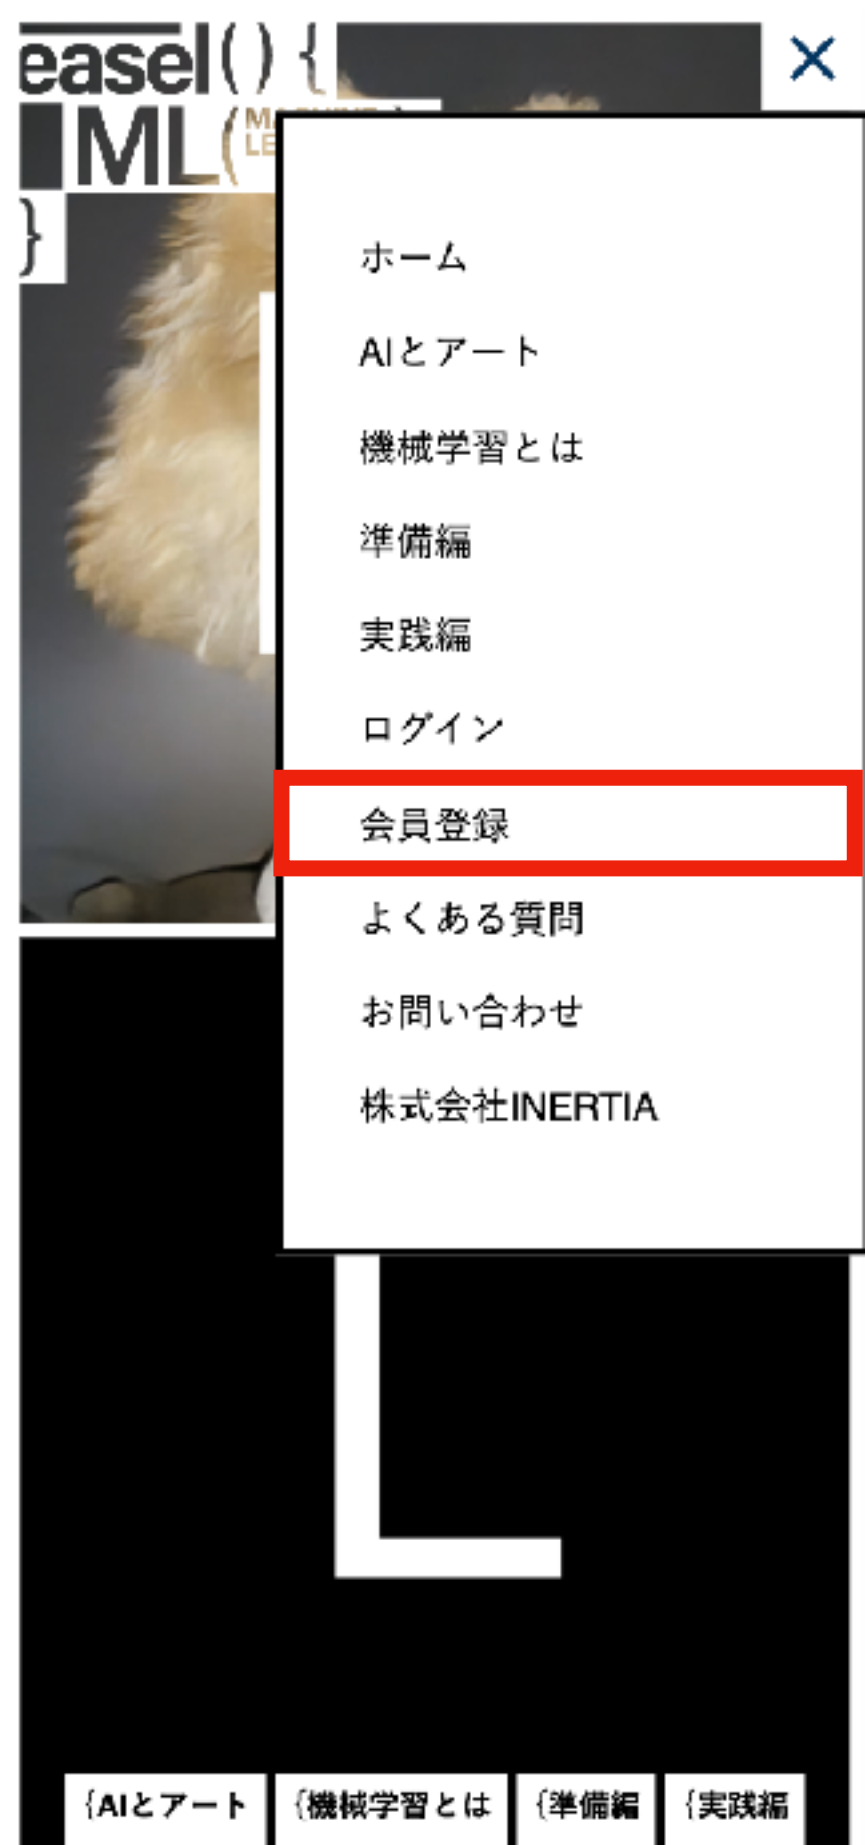 easel() {
ML(
}
ホーム
AIとアート
機械学習とは
準備編
実践編
ログイン
会員登録
よくある質問
お問い合わせ
株式会社INERTIA
L
{AIとアート
{機械学習とは
{準備編
{実践編